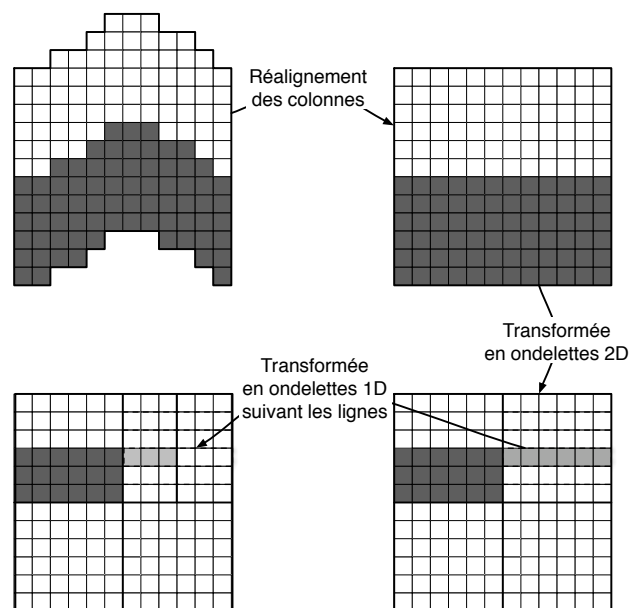 Réalignement
des colonnes
Transformée
en ondelettes 2D
Transformée
en ondelettes 1D
suivant les lignes